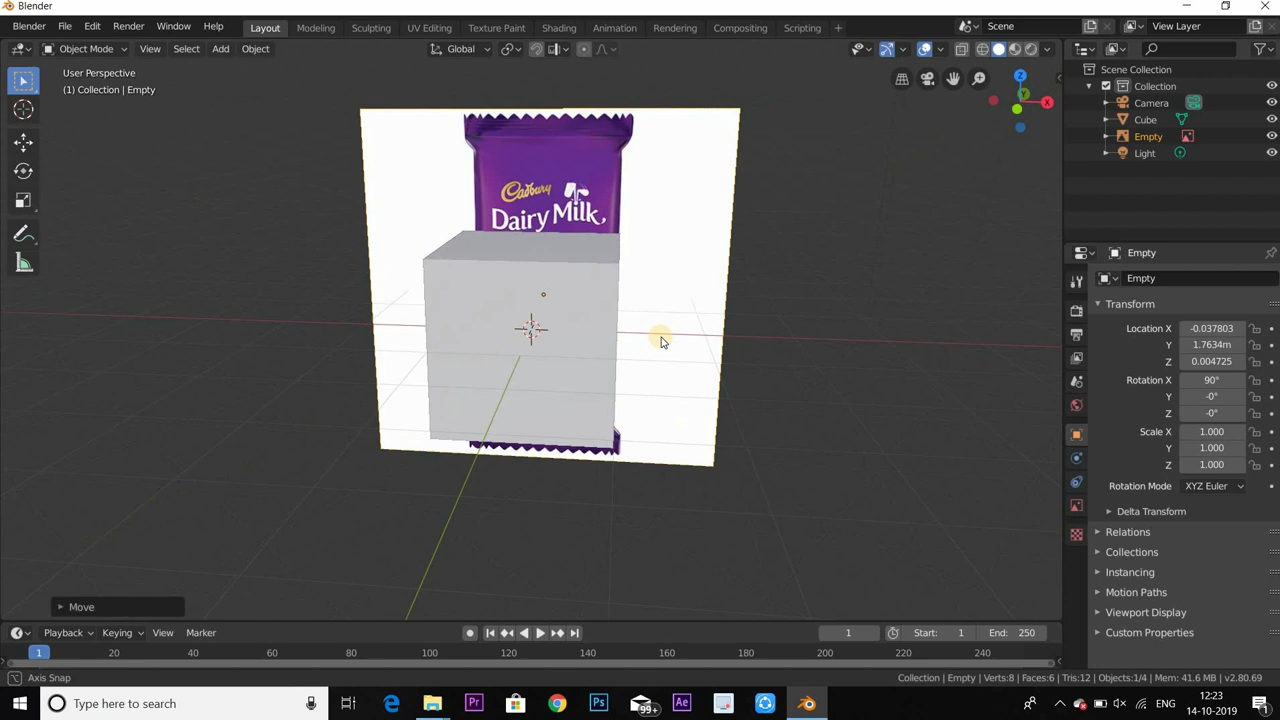 Blender
File Edit Render Window Help
Layout Modeling Sculpting UV Editing Texture Paint Shading Animation Rendering Compositing Scripting +
Scene
View Layer
Object Mode View Select Add Object
Global
User Perspective
(1) Collection | Empty
Z
Y
X
Cadbury
Dairy Milk
Move
Scene Collection
Collection
Camera
Cube
Empty
Light
Empty
Empty
Transform
Location X -0.037803
Y 1.7634m
Z 0.004725
Rotation X 90°
Y -0°
Z -0°
Scale X 1.000
Y 1.000
Z 1.000
Rotation Mode XYZ Euler
Delta Transform
Relations
Collections
Instancing
Motion Paths
Viewport Display
Custom Properties
Playback Keying View Marker
1
Start: 1 End: 250
1 20 40 60 80 100 120 140 160 180 200 220 240
Axis Snap
Collection | Empty | Verts:8 | Faces:6 | Tris:12 | Objects:1/4 | Mem: 41.6 MB | v2.80.69
Type here to search
Pr
Ps
99+
Ae
ENG
12:23
14-10-2019